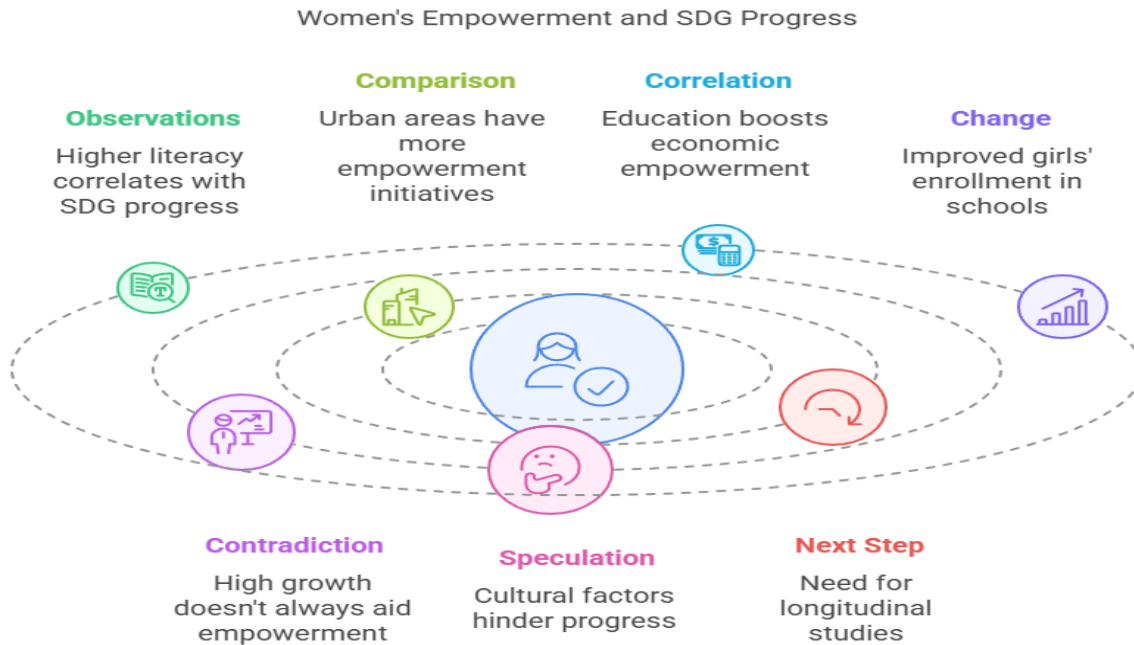 Women's Empowerment and SDG Progress
Observations
Higher literacy
correlates with
SDG progress
Comparison
Urban areas have
more
empowerment
initiatives
Correlation
Education boosts
economic
empowerment
Change
Improved girls'
enrollment in
schools
T
$
Contradiction
High growth
doesn't always aid
empowerment
Speculation
Cultural factors
hinder progress
Next Step
Need for
longitudinal
studies